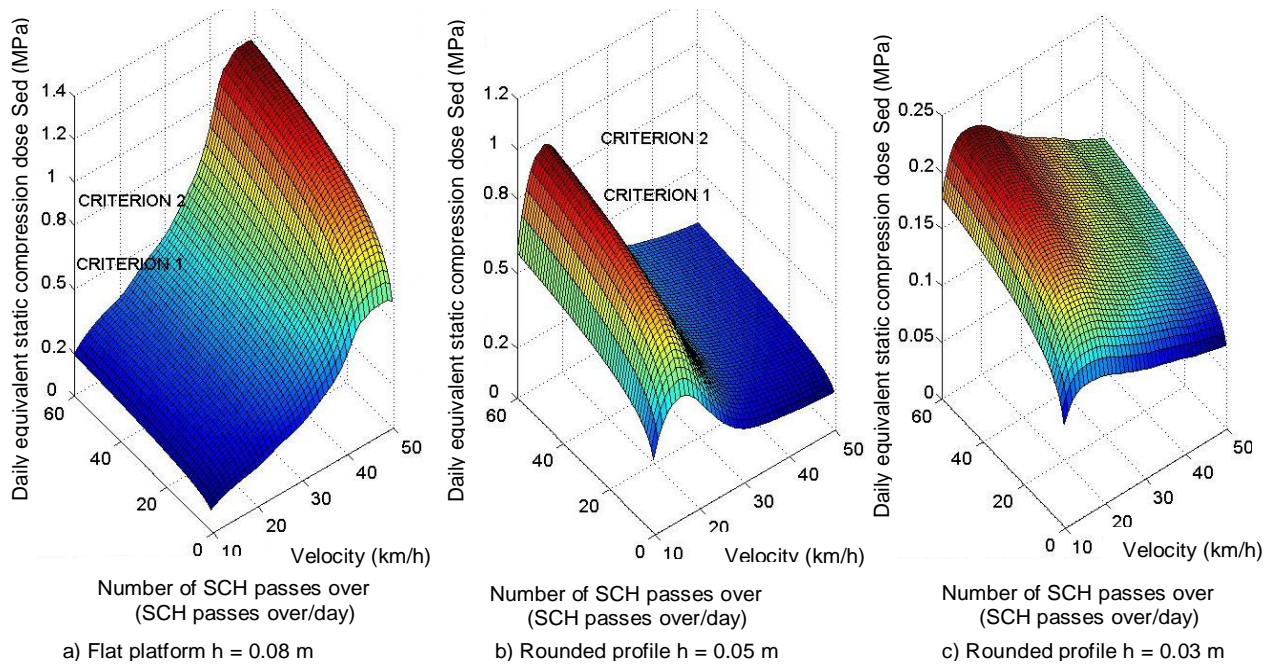 Daily equivalent static compression dose Sed (MPa)
1.4
1.2
1
0.8
0.5
0.2
0
CRITERION 2
CRITERION 1
60
40
20
0
10
20
30
40
50
Velocity (km/h)
Number of SCH passes over
(SCH passes over/day)
a) Flat platform h = 0.08 m
Daily equivalent static compression dose Sed (MPa)
1.2
1
0.8
0.5
0.2
0
CRITERION 2
CRITERION 1
60
40
20
0
10
20
30
40
50
Velocity (km/h)
Number of SCH passes over
(SCH passes over/day)
b) Rounded profile h = 0.05 m
Daily equivalent static compression dose Sed (MPa)
0.25
0.2
0.15
0.1
0.05
0
60
40
20
0
10
20
30
40
50
Velocity (km/h)
Number of SCH passes over
(SCH passes over/day)
c) Rounded profile h = 0.03 m